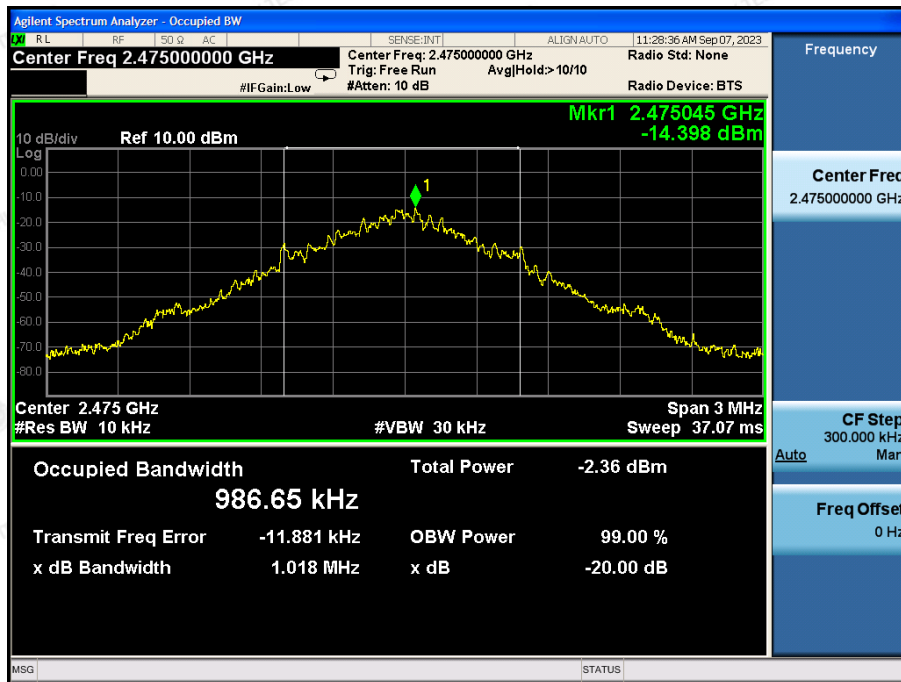 Agilent Spectrum Analyzer - Occupied BW
LXI RL RF 50 Ω AC SENSE:INT ALIGN AUTO 11:28:36 AM Sep 07, 2023
Center Freq 2.475000000 GHz
Center Freq: 2.475000000 GHz Radio Std: None
Trig: Free Run Avg|Hold:>10/10
#IFGain:Low #Atten: 10 dB Radio Device: BTS
Mkr1 2.475045 GHz
-14.398 dBm
10 dB/div Ref 10.00 dBm
Log
0.00
1
-10.0
-20.0
-30.0
-40.0
-50.0
-60.0
-70.0
-80.0
Center 2.475 GHz Span 3 MHz
#Res BW 10 kHz #VBW 30 kHz Sweep 37.07 ms
Occupied Bandwidth Total Power -2.36 dBm
986.65 kHz
Transmit Freq Error -11.881 kHz OBW Power 99.00 %
x dB Bandwidth 1.018 MHz x dB -20.00 dB
MSG STATUS
Frequency
Center Freq
2.475000000 GHz
CF Step
300.000 kHz
Auto Man
Freq Offset
0 Hz